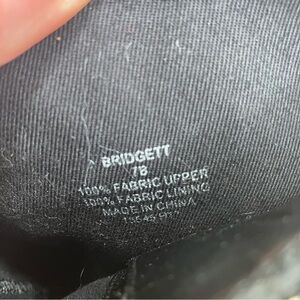 BRIDGETT
7B
100% FABRIC UPPER
100% FABRIC LINING
MADE IN CHINA